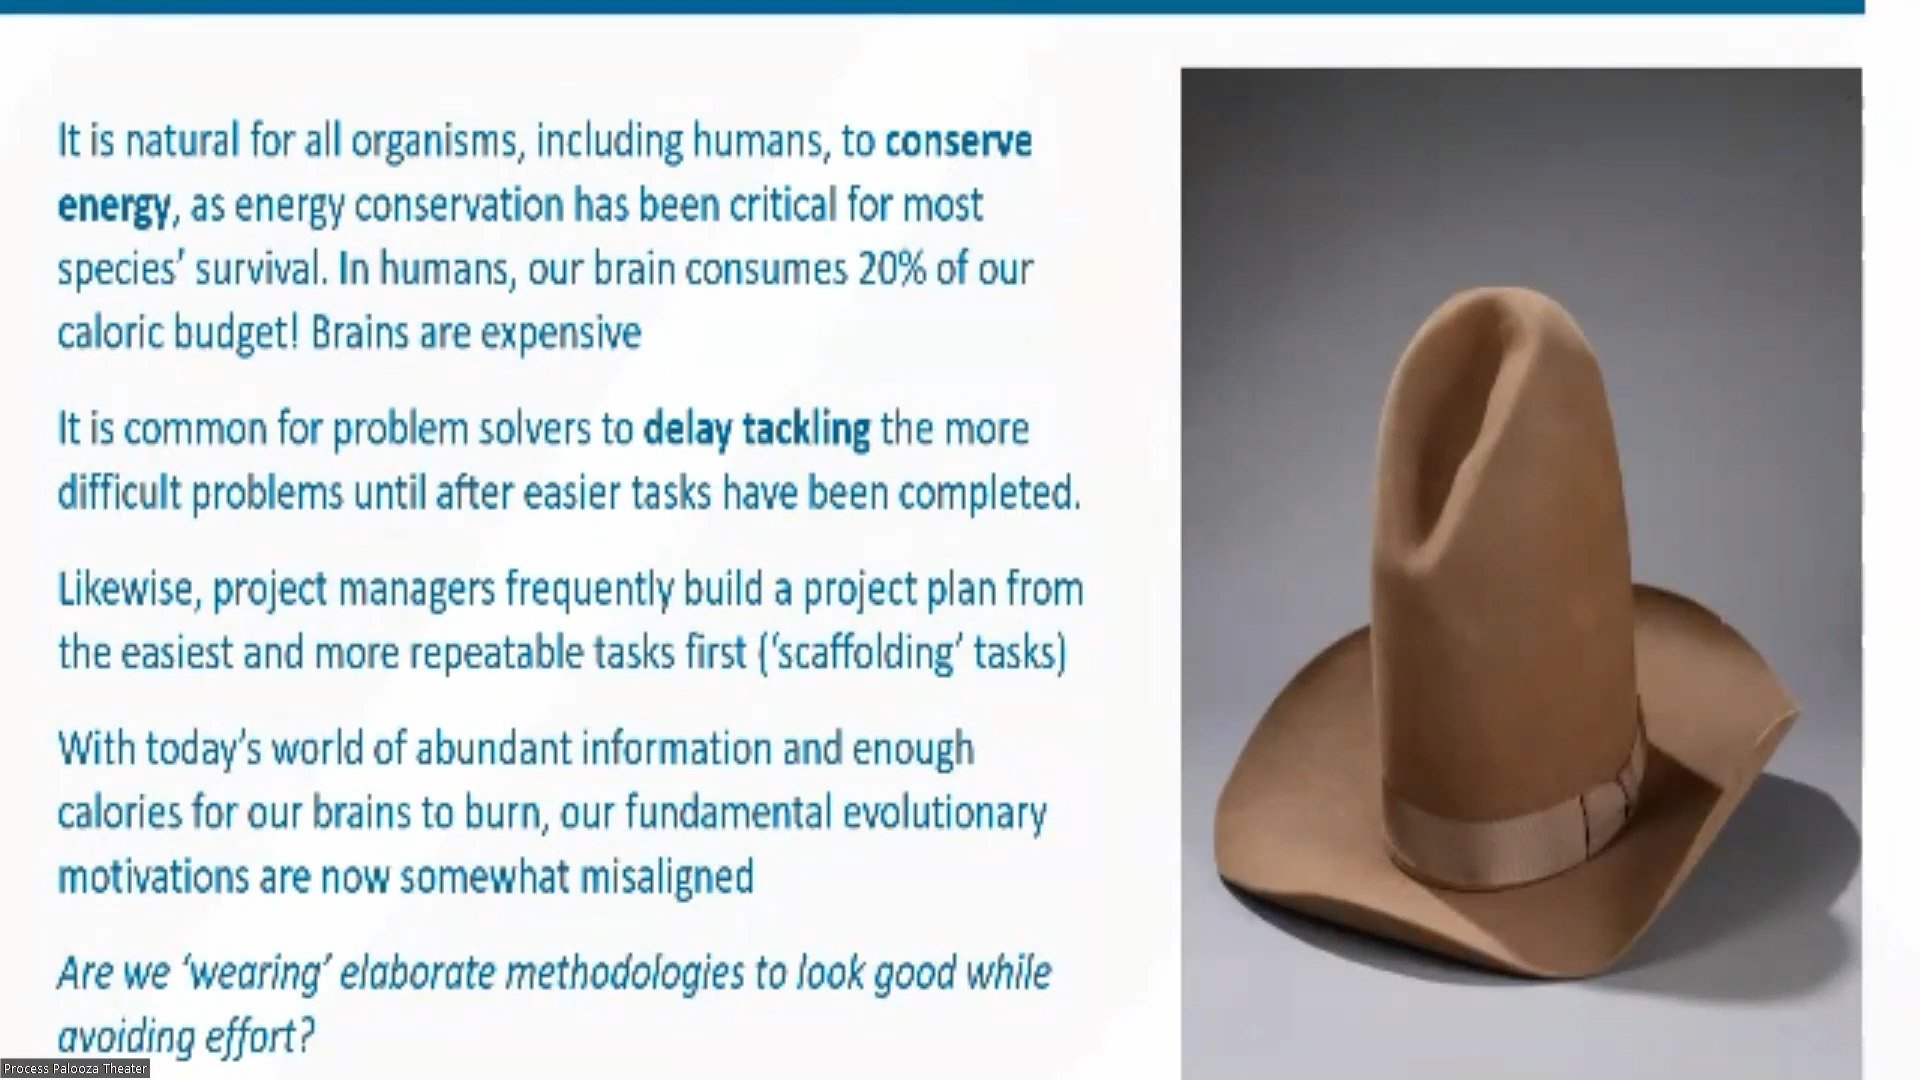 It is natural for all organisms, including humans, to conserve
energy, as energy conservation has been critical for most
species’ survival. In humans, our brain consumes 20% of our
caloric budget! Brains are expensive
It is common for problem solvers to delay tackling the more
difficult problems until after easier tasks have been completed.
Likewise, project managers frequently build a project plan from
the easiest and more repeatable tasks first (‘scaffolding’ tasks)
With today’s world of abundant information and enough
calories for our brains to burn, our fundamental evolutionary
motivations are now somewhat misaligned
Are we ‘wearing’ elaborate methodologies to look good while
avoiding effort?
Process Palooza Theater